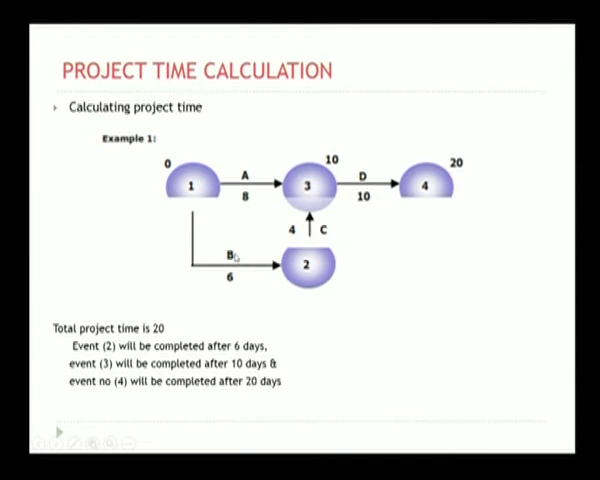 PROJECT TIME CALCULATION
Calculating project time
Example 1:
0
10
20
A
D
1
3
4
8
10
4 C
B
2
6
Total project time is 20
Event (2) will be completed after 6 days,
event (3) will be completed after 10 days &
event no (4) will be completed after 20 days